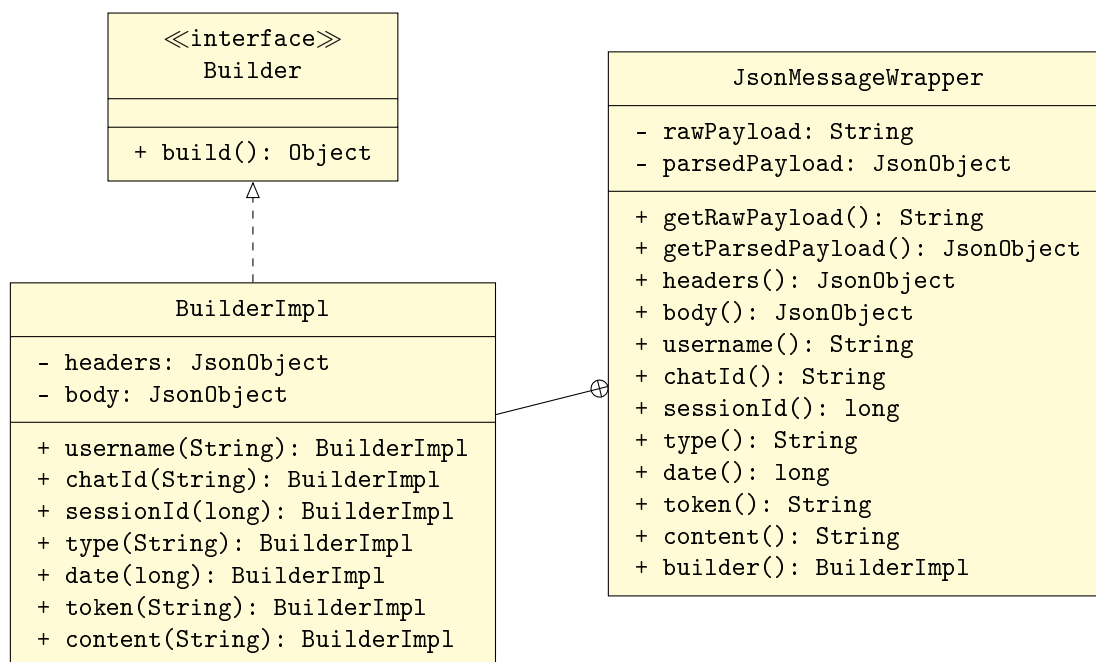 ≪interface≫
Builder
+ build(): Object
BuilderImpl
- headers: JsonObject
- body: JsonObject
+ username(String): BuilderImpl
+ chatId(String): BuilderImpl
+ sessionId(long): BuilderImpl
+ type(String): BuilderImpl
+ date(long): BuilderImpl
+ token(String): BuilderImpl
+ content(String): BuilderImpl
JsonMessageWrapper
- rawPayload: String
- parsedPayload: JsonObject
+ getRawPayload(): String
+ getParsedPayload(): JsonObject
+ headers(): JsonObject
+ body(): JsonObject
+ username(): String
+ chatId(): String
+ sessionId(): long
+ type(): String
+ date(): long
+ token(): String
+ content(): String
+ builder(): BuilderImpl